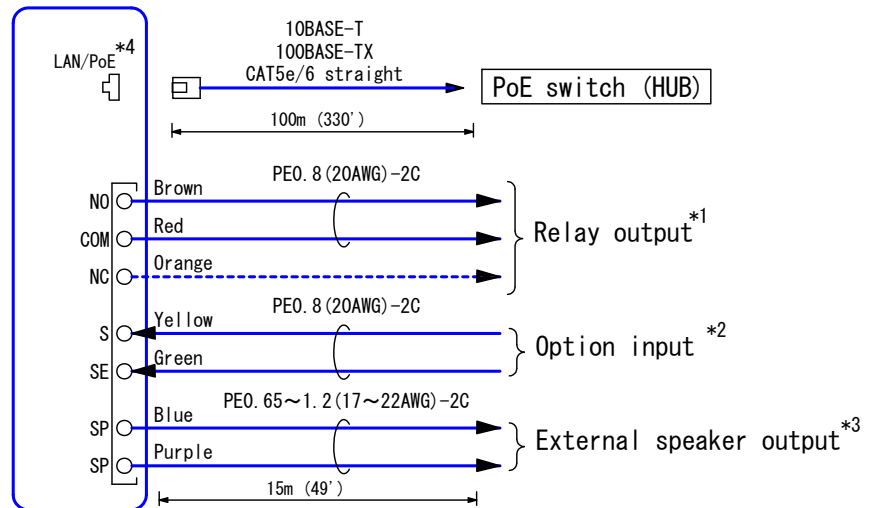 10BASE-T
100BASE-TX
CAT5e/6 straight
LAN/PoE*4
PoE switch (HUB)
100m (330')
PE0.8(20AWG)-2C
NO Brown
COM Red
NC Orange
Relay output*1
PE0.8(20AWG)-2C
S Yellow
SE Green
Option input *2
PE0.65~1.2(17~22AWG)-2C
SP Blue
SP Purple
External speaker output*3
15m (49')